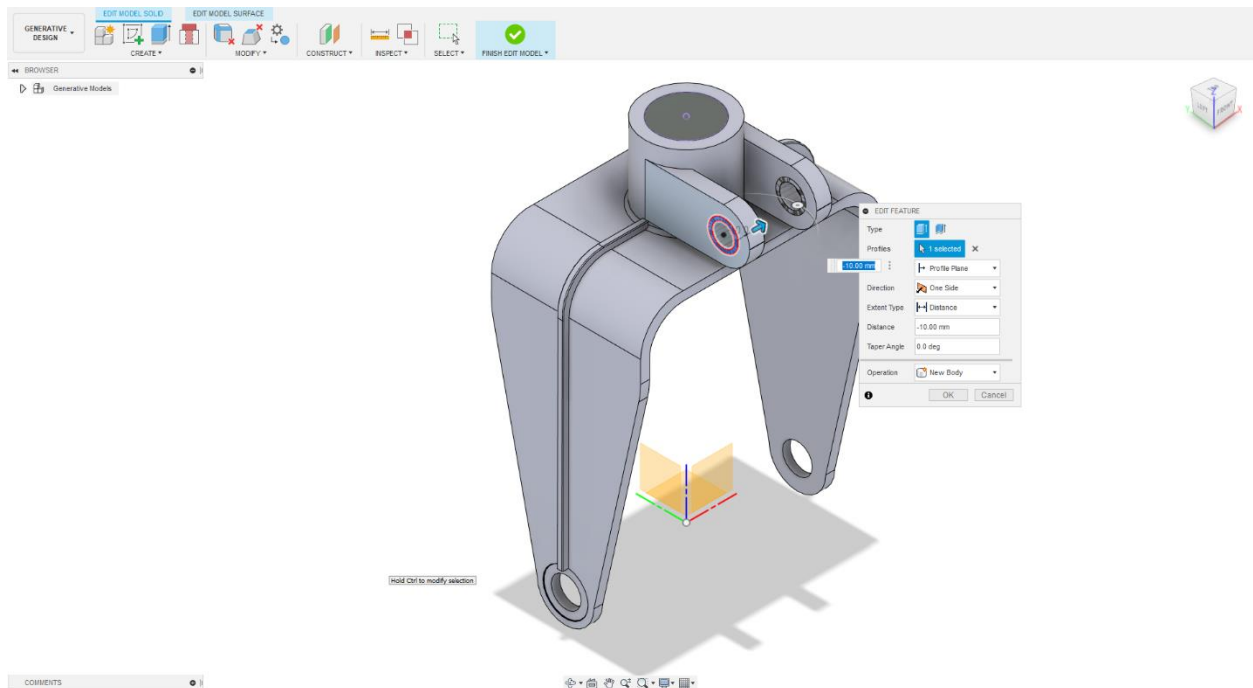 EDIT MODEL SOLID EDIT MODEL SURFACE
GENERATIVE
DESIGN
CREATE MODIFY CONSTRUCT INSPECT SELECT FINISH EDIT MODEL
BROWSER
Generative Models
Z
LEFT FRONT
X
EDIT FEATURE
Type
Profiles 1 selected
-10.00 mm
Profile Plane
Direction One Side
Extent Type Distance
Distance -10.00 mm
Taper Angle 0.0 deg
Operation New Body
OK Cancel
Hold Ctrl to modify selection
COMMENTS